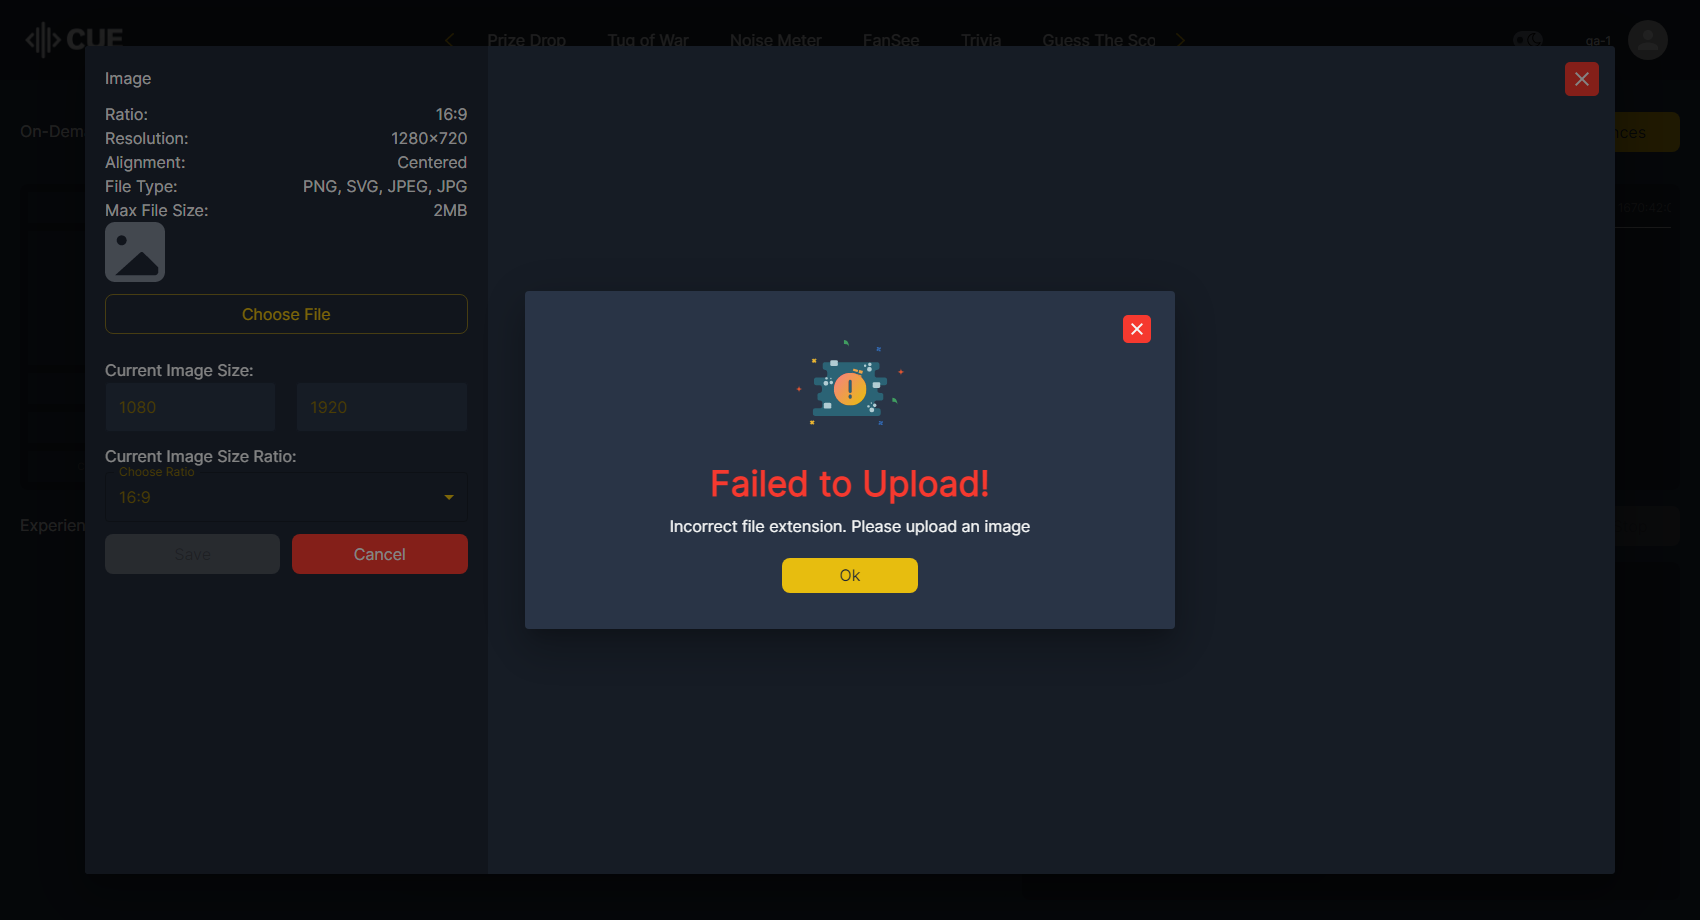 CUE
Prize Drop Tug of War Noise Meter FanSee Trivia Guess The Sco
qa-1
On-Dem
nces
Image
Ratio: 16:9
Resolution: 1280×720
Alignment: Centered
File Type: PNG, SVG, JPEG, JPG
Max File Size: 2MB
Choose File
Current Image Size:
1080 1920
Current Image Size Ratio:
Choose Ratio
16:9
Experien
Save Cancel
Failed to Upload!
Incorrect file extension. Please upload an image
Ok